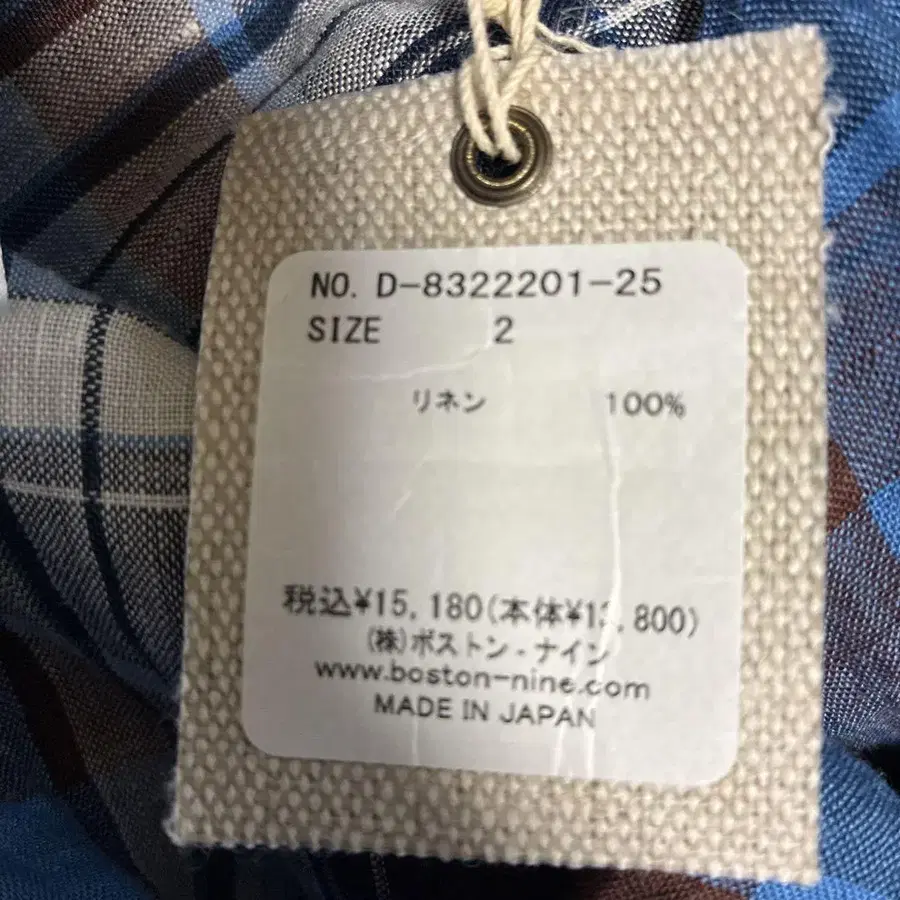 NO. D-8322201-25
SIZE 2
リネン 100%
税込¥15,180(本体¥13,800)
(株)ボストン・ナイン
www.boston-nine.com
MADE IN JAPAN